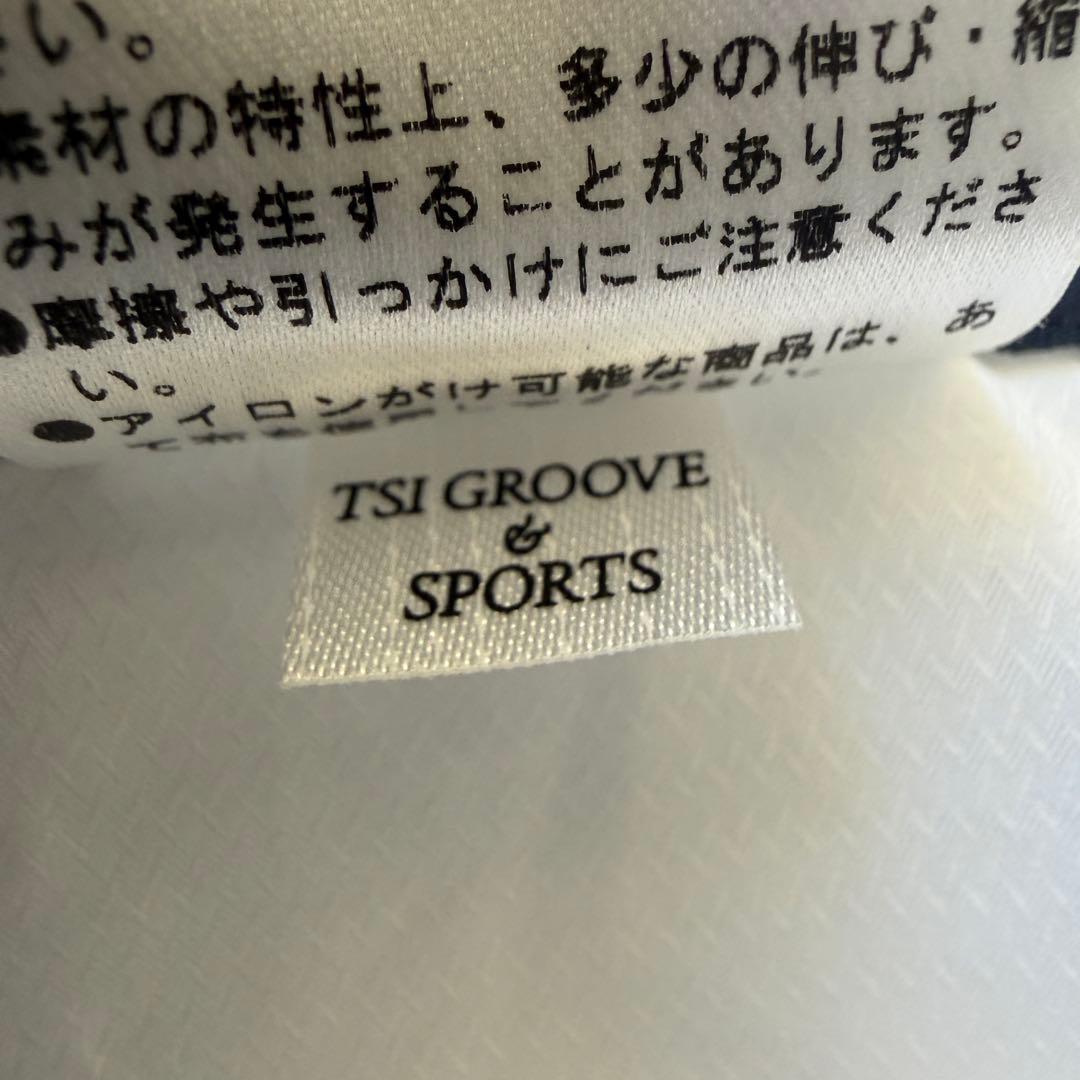 い。
素材の特性上、多少の伸び・縮
みが発生することがあります。
●摩擦や引っかけにご注意くださ
い。
●アイロンがけ可能な商品は、あ
TSI GROOVE
&
SPORTS